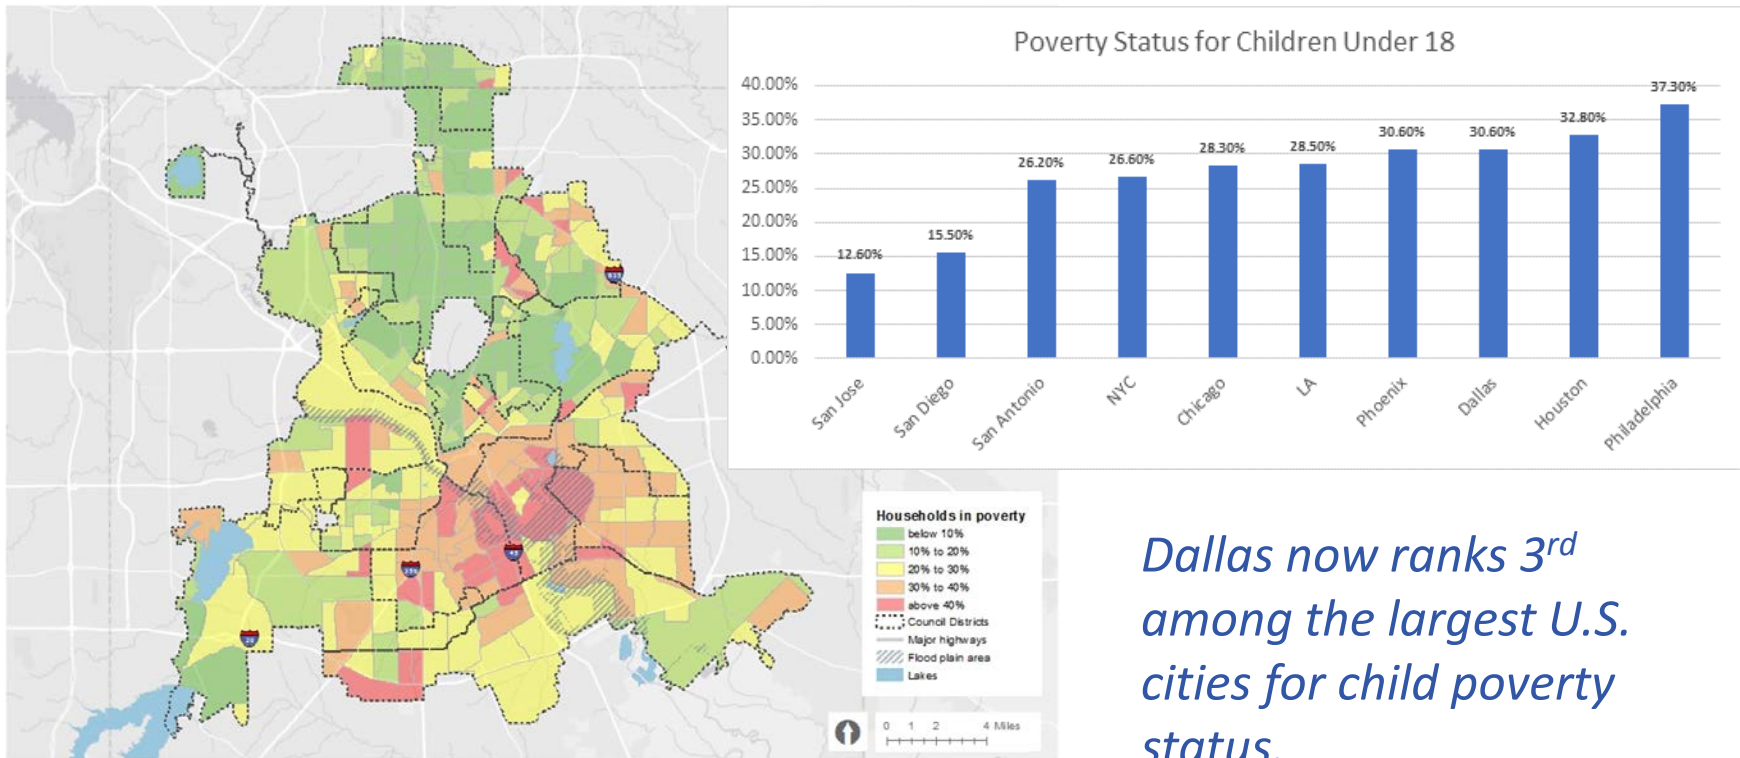 Poverty Status for Children Under 18
40.00%
35.00%
30.00%
25.00%
20.00%
15.00%
10.00%
5.00%
0.00%
12.60%
15.50%
26.20%
26.60%
28.30%
28.50%
30.60%
30.60%
32.80%
37.30%
San Jose
San Diego
San Antonio
NYC
Chicago
LA
Phoenix
Dallas
Houston
Philadelphia
Households in poverty
below 10%
10% to 20%
20% to 30%
30% to 40%
above 40%
Council Districts
Major highways
Flood plain area
Lakes
0 1 2 4 Miles
635
45
20
Dallas now ranks 3rd
among the largest U.S.
cities for child poverty
status.